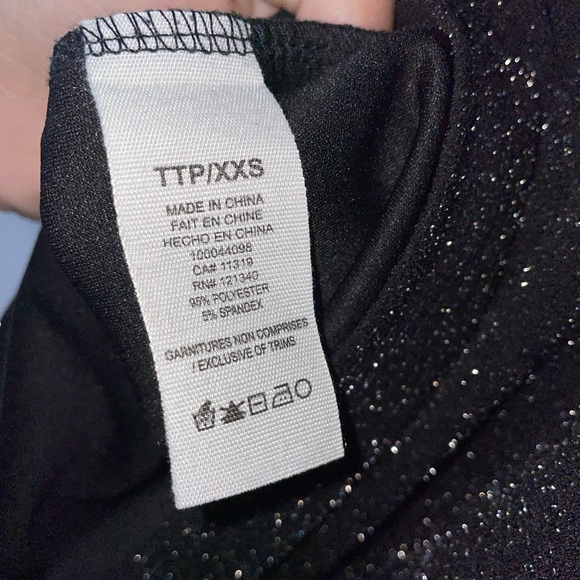 TTP/XXS
MADE IN CHINA
FAIT EN CHINE
HECHO EN CHINA
100044098
CA# 11319
RN# 121340
95% POLYESTER
5% SPANDEX
GARNITURES NON COMPRISES
/ EXCLUSIVE OF TRIMS